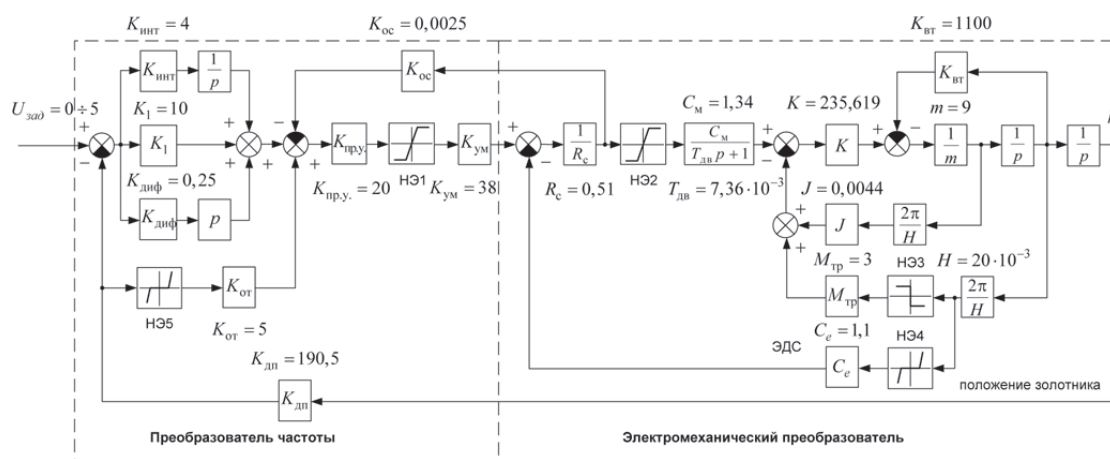 K_инт = 4
K_ос = 0,0025
K_вт = 1100
U_зад = 0 ÷ 5
K_инт
1/p
K_ос
K_вт
K_1 = 10
C_м = 1,34
K = 235,619
m = 9
+
−
K_1
+
+
+
−
+
+
K_пр.у.
K_ум
+
−
1/R_с
C_м/(T_дв p + 1)
+
−
K
+
−
1/m
1/p
1/p
K_диф = 0,25
K_пр.у. = 20
НЭ1
K_ум = 38
R_с = 0,51
НЭ2
T_дв = 7,36·10⁻³
J = 0,0044
K_диф
p
+
+
J
2π/H
M_тр = 3
НЭ3
H = 20·10⁻³
K_от
НЭ5
M_тр
2π/H
K_от = 5
C_e = 1,1
НЭ4
ЭДС
C_e
K_дп = 190,5
K_дп
положение золотника
Преобразователь частоты
Электромеханический преобразователь